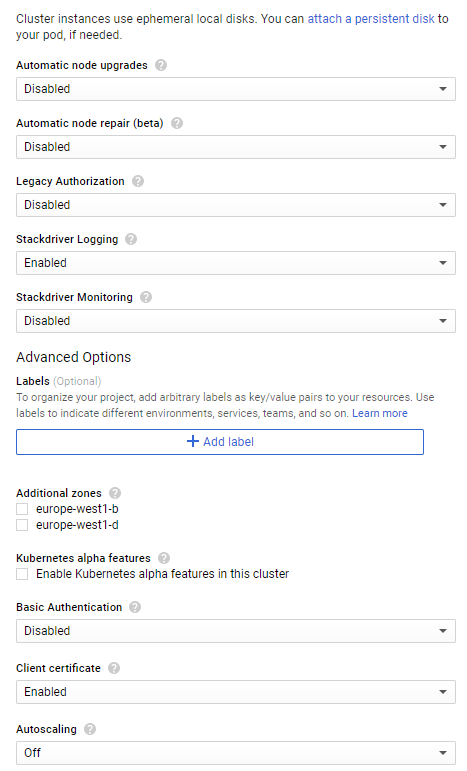 Cluster instances use ephemeral local disks. You can attach a persistent disk to
your pod, if needed.
Automatic node upgrades ?
Disabled
Automatic node repair (beta) ?
Disabled
Legacy Authorization ?
Disabled
Stackdriver Logging ?
Enabled
Stackdriver Monitoring ?
Disabled
Advanced Options
Labels (Optional)
To organize your project, add arbitrary labels as key/value pairs to your resources. Use
labels to indicate different environments, services, teams, and so on. Learn more
+ Add label
Additional zones ?
europe-west1-b
europe-west1-d
Kubernetes alpha features ?
Enable Kubernetes alpha features in this cluster
Basic Authentication ?
Disabled
Client certificate ?
Enabled
Autoscaling ?
Off